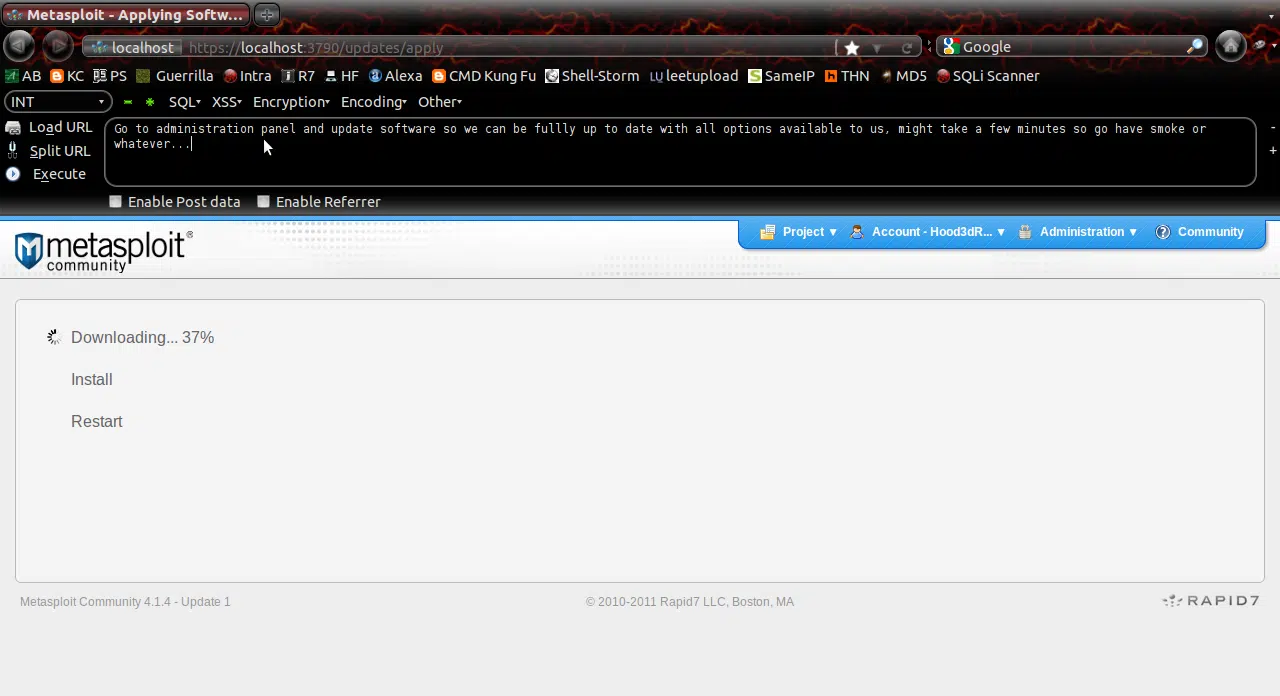 Metasploit - Applying Softw...
localhost https://localhost:3790/updates/apply Google
AB KC PS Guerrilla Intra R7 HF Alexa CMD Kung Fu Shell-Storm leetupload SameIP THN MD5 SQLi Scanner
INT SQL XSS Encryption Encoding Other
Load URL
Split URL
Execute
Go to administration panel and update software so we can be fullly up to date with all options available to us, might take a few minutes so go have smoke or
whatever...
Enable Post data Enable Referrer
metasploit®
community
Project Account - Hood3dR... Administration Community
Downloading... 37%
Install
Restart
Metasploit Community 4.1.4 - Update 1 © 2010-2011 Rapid7 LLC, Boston, MA RAPID7